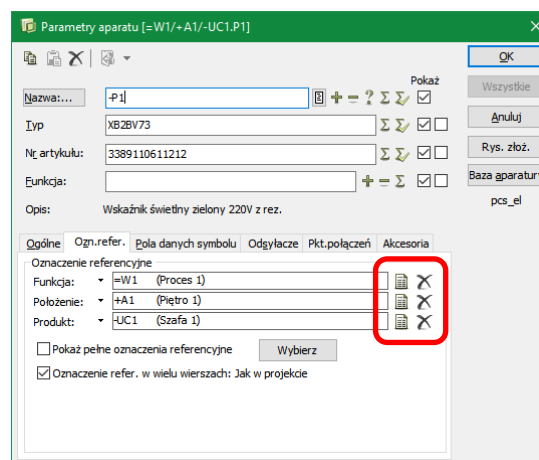 Parametry aparatu [=W1/+A1/-UC1.P1]
OK
Pokaż
Wszystkie
Nazwa:... -P1
Anuluj
Typ XB2BV73
Rys. złoż.
Nr artykułu: 3389110611212
Baza aparatury
Funkcja:
pcs_el
Opis: Wskaźnik świetlny zielony 220V z rez.
Ogólne Ozn.refer. Pola danych symbolu Odsyłacze Pkt.połączeń Akcesoria
Oznaczenie referencyjne
Funkcja: =W1 (Proces 1)
Położenie: +A1 (Piętro 1)
Produkt: -UC1 (Szafa 1)
Pokaż pełne oznaczenia referencyjne Wybierz
Oznaczenie refer. w wielu wierszach: Jak w projekcie